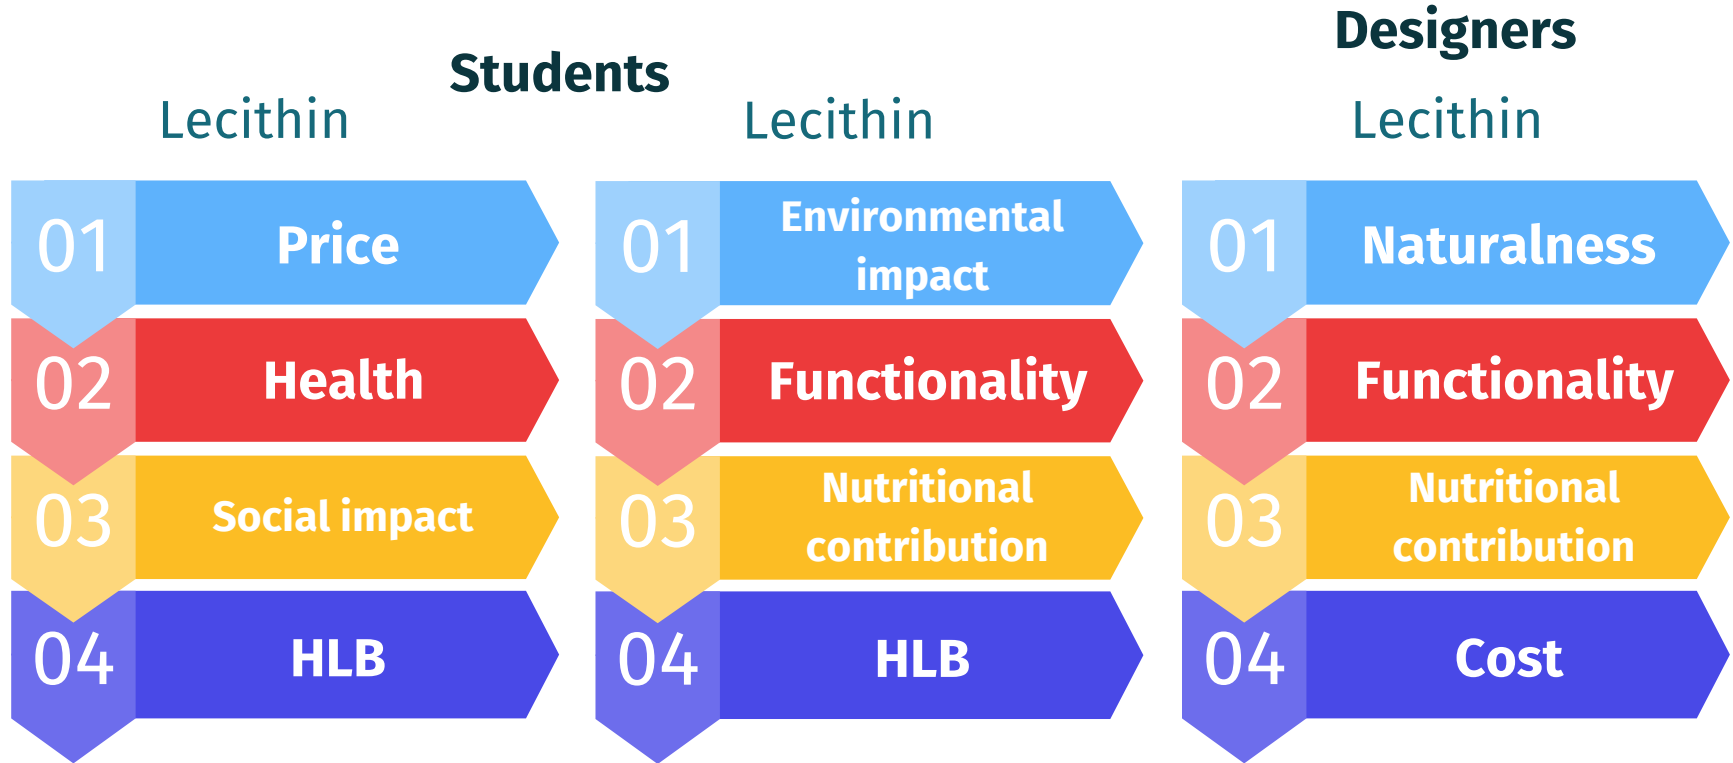 Students
Designers
Lecithin
01
Price
02
Health
03
Social impact
04
HLB
Lecithin
01
Environmental
impact
02
Functionality
03
Nutritional
contribution
04
HLB
Lecithin
01
Naturalness
02
Functionality
03
Nutritional
contribution
04
Cost